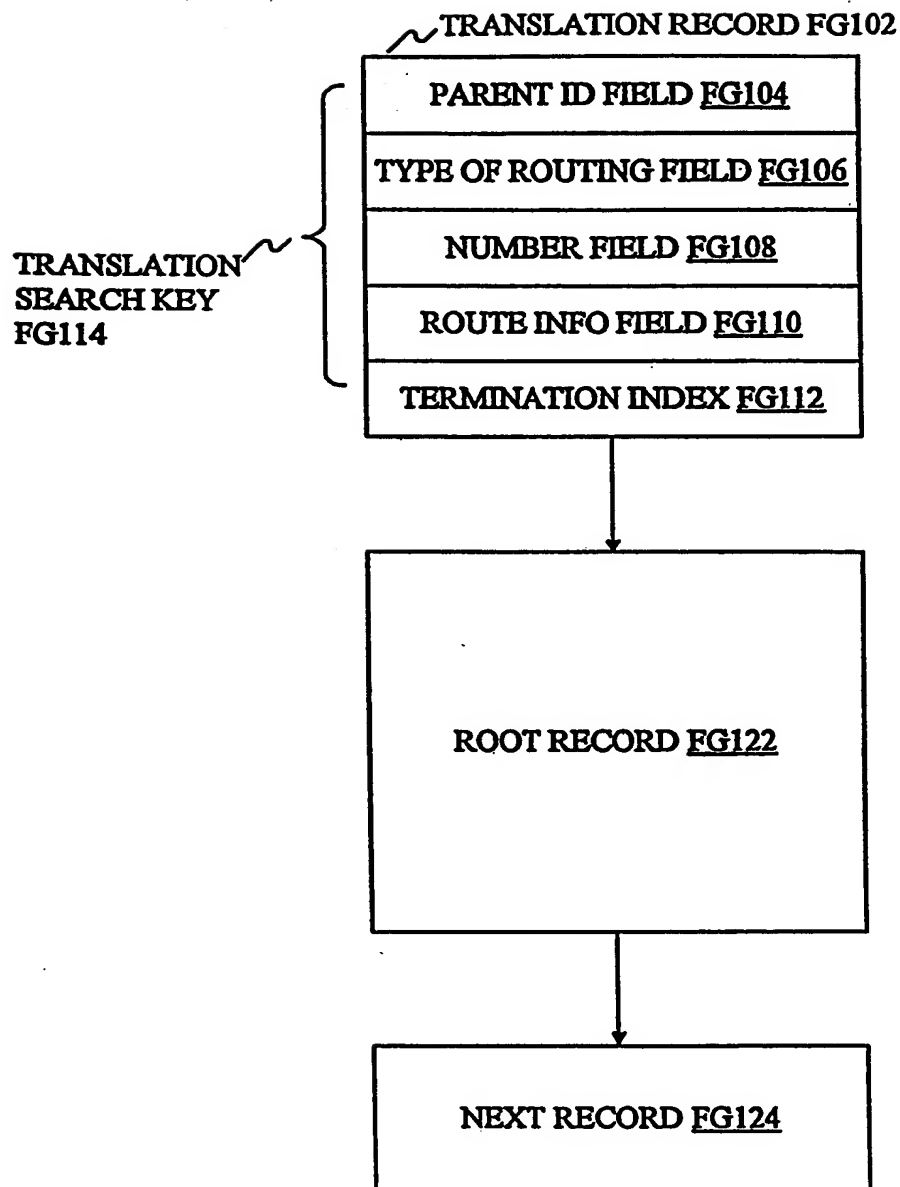 TRANSLATION RECORD FG102
PARENT ID FIELD FG104
TYPE OF ROUTING FIELD FG106
NUMBER FIELD FG108
TRANSLATION
SEARCH KEY
FG114
ROUTE INFO FIELD FG110
TERMINATION INDEX FG112
ROOT RECORD FG122
NEXT RECORD FG124